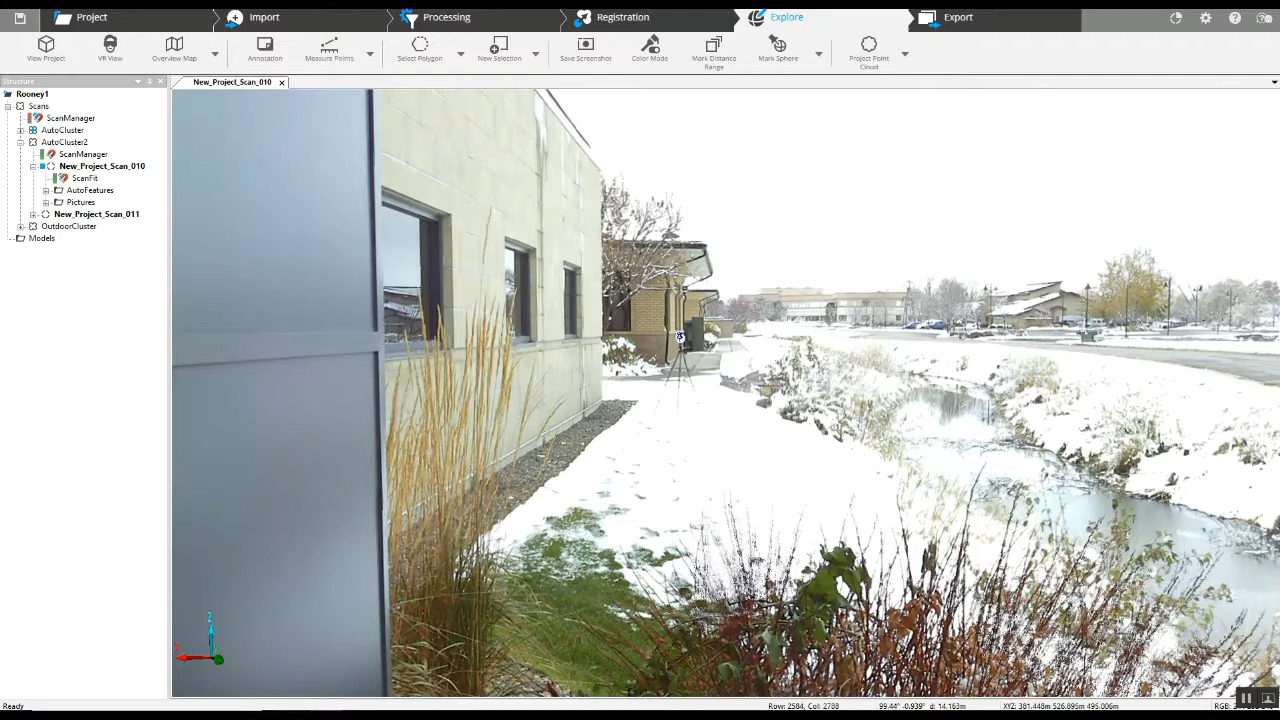 Project
Import
Processing
Registration
Explore
Export
View Project
VR View
Overview Map
Annotation
Measure Points
Select Polygon
New Selection
Save Screenshot
Color Mode
Mark Distance
Range
Mark Sphere
Project Point
Cloud
Structure
New_Project_Scan_010
Rooney1
Scans
ScanManager
AutoCluster
AutoCluster2
ScanManager
New_Project_Scan_010
ScanFit
AutoFeatures
Pictures
New_Project_Scan_011
OutdoorCluster
Models
Ready
Row: 2584, Col: 2788
99.44° -0.939° d: 14.163m
XYZ: 381.448m 526.895m 495.006m
RGB: